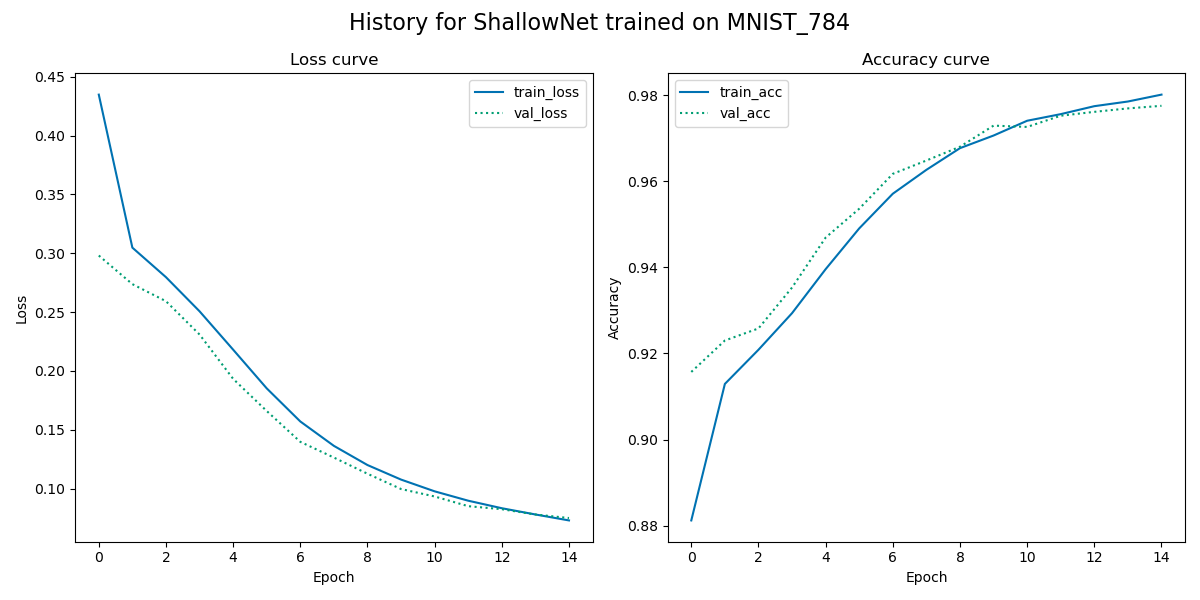 History for ShallowNet trained on MNIST_784
Loss curve
train_loss
val_loss
0.45
0.40
0.35
0.30
0.25
0.20
0.15
0.10
Loss
0 2 4 6 8 10 12 14
Epoch
Accuracy curve
train_acc
val_acc
0.98
0.96
0.94
0.92
0.90
0.88
Accuracy
0 2 4 6 8 10 12 14
Epoch